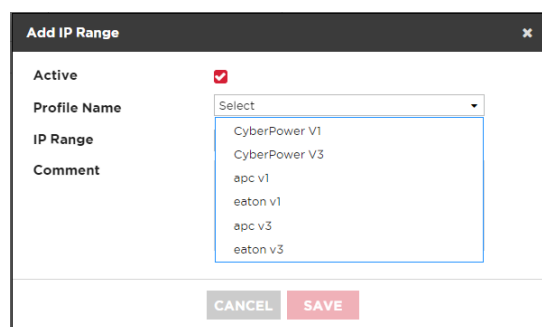 Add IP Range ×
Active
Profile Name Select
CyberPower V1
IP Range
CyberPower V3
Comment
apc v1
eaton v1
apc v3
eaton v3
CANCEL SAVE